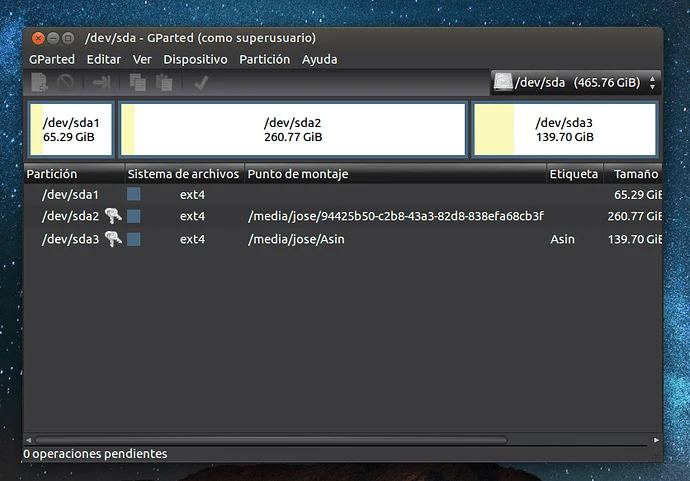 /dev/sda - GParted (como superusuario)
GParted Editar Ver Dispositivo Partición Ayuda
/dev/sda (465.76 GiB)
/dev/sda1
65.29 GiB
/dev/sda2
260.77 GiB
/dev/sda3
139.70 GiB
Partición Sistema de archivos Punto de montaje Etiqueta Tamaño
/dev/sda1 ext4 65.29 GiB
/dev/sda2 ext4 /media/jose/94425b50-c2b8-43a3-82d8-838efa68cb3f 260.77 GiB
/dev/sda3 ext4 /media/jose/Asin Asin 139.70 GiB
0 operaciones pendientes